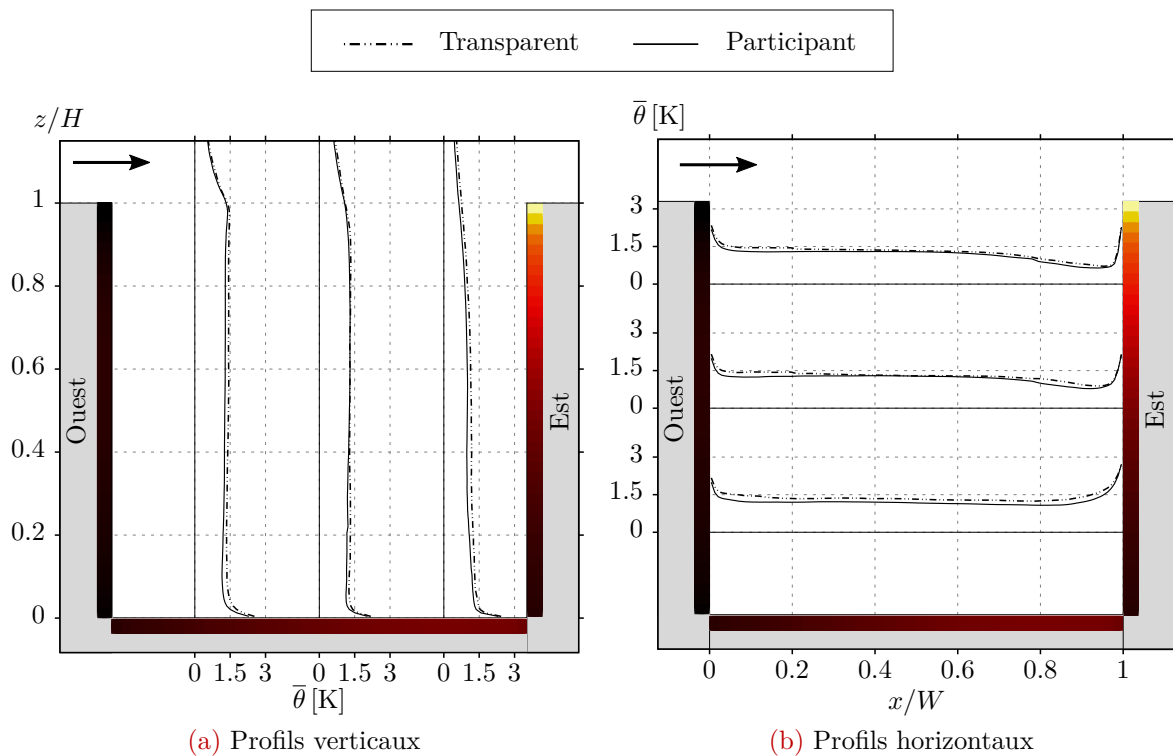 Transparent Participant
z/H
1
0.8
0.6
0.4
0.2
0
Ouest
Est
0 1.5 3 0 1.5 3 0 1.5 3
θ̅ [K]
(a) Profils verticaux
θ̅ [K]
3
1.5
0
3
1.5
0
3
1.5
0
Ouest
Est
0 0.2 0.4 0.6 0.8 1
x/W
(b) Profils horizontaux